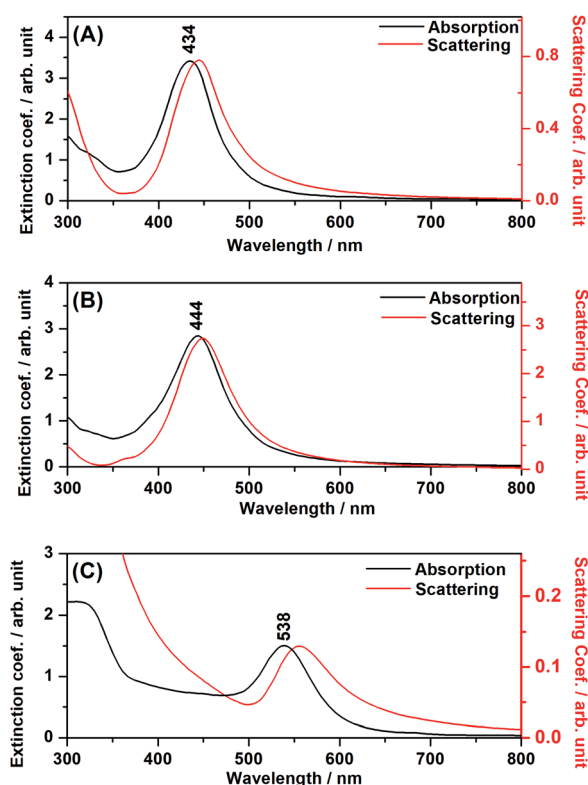 (A)
434
Absorption
Scattering
Extinction coef. / arb. unit
4
3
2
1
0
Scattering Coef. / arb. unit
0.8
0.4
0.0
300 400 500 600 700 800
Wavelength / nm
(B)
444
Absorption
Scattering
Extinction coef. / arb. unit
4
3
2
1
0
Scattering Coef. / arb. unit
3
2
1
0
300 400 500 600 700 800
Wavelength / nm
(C)
538
Absorption
Scattering
Extinction coef. / arb. unit
3
2
1
0
Scattering Coef. / arb. unit
0.2
0.1
0.0
300 400 500 600 700 800
Wavelength / nm